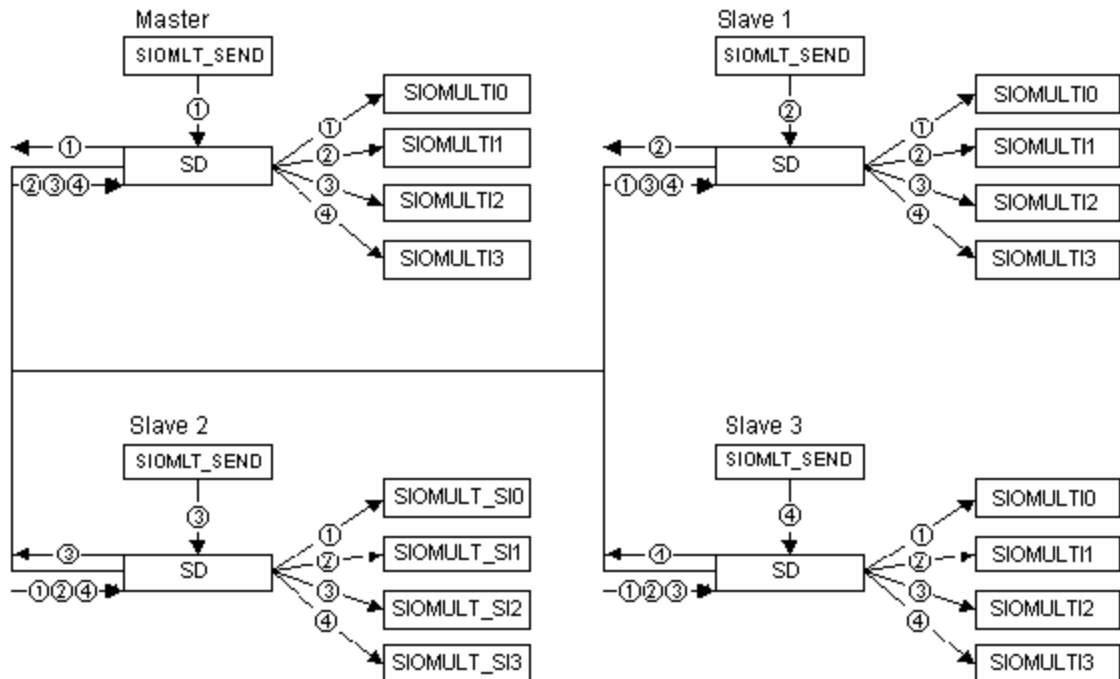 Master
SIOMLT_SEND
①
①
SD
②③④
①
②
③
④
SIOMULTI0
SIOMULTI1
SIOMULTI2
SIOMULTI3
Slave 1
SIOMLT_SEND
②
②
SD
①③④
①
②
③
④
SIOMULTI0
SIOMULTI1
SIOMULTI2
SIOMULTI3
Slave 2
SIOMLT_SEND
③
③
SD
①②④
①
②
③
④
SIOMULT_SI0
SIOMULT_SI1
SIOMULT_SI2
SIOMULT_SI3
Slave 3
SIOMLT_SEND
④
④
SD
①②③
①
②
③
④
SIOMULTI0
SIOMULTI1
SIOMULTI2
SIOMULTI3